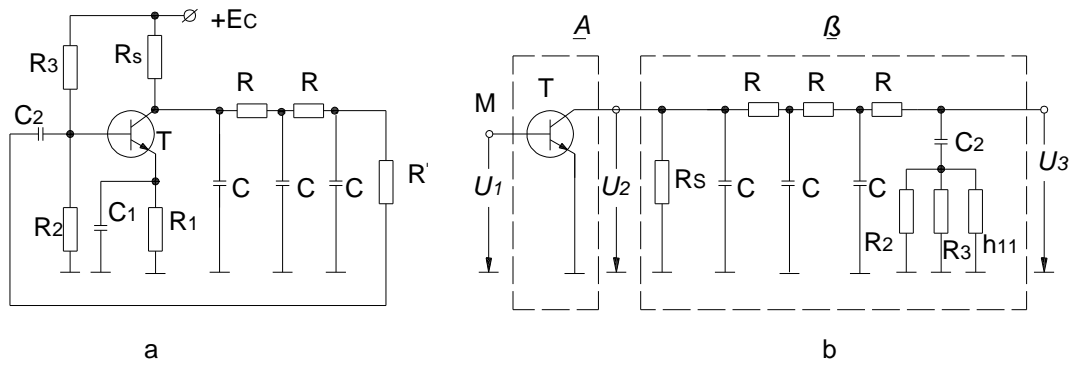 +EC
R3
RS
R R
C2
T
R'
C C C
C1
R2
R1
a
A
ß
M
T
R R R
C2
U1
U2
RS
C C C
U3
R2
R3
h11
b